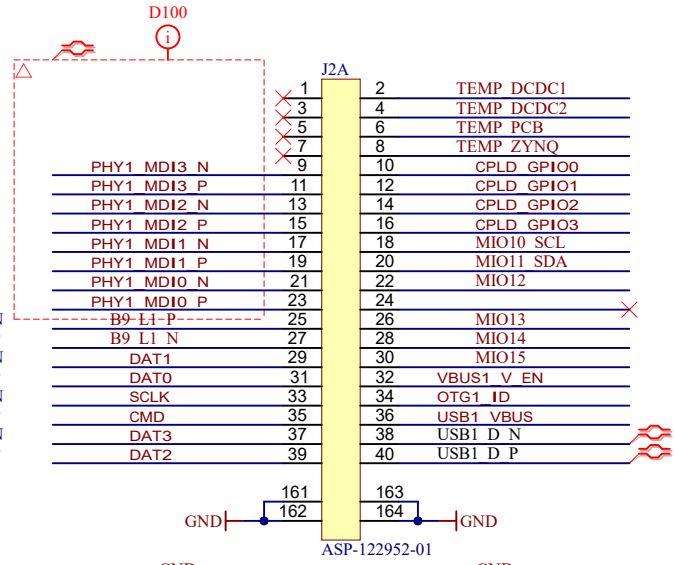 D100
i
J2A
1 2 TEMP_DCDC1
3 4 TEMP_DCDC2
5 6 TEMP_PCB
7 8 TEMP_ZYNQ
PHY1_MDI3_N 9 10 CPLD_GPIO0
PHY1_MDI3_P 11 12 CPLD_GPIO1
PHY1_MDI2_N 13 14 CPLD_GPIO2
PHY1_MDI2_P 15 16 CPLD_GPIO3
PHY1_MDI1_N 17 18 MIO10_SCL
PHY1_MDI1_P 19 20 MIO11_SDA
PHY1_MDI0_N 21 22 MIO12
PHY1_MDI0_P 23 24
B9_L1_P 25 26 MIO13
B9_L1_N 27 28 MIO14
DAT1 29 30 MIO15
DAT0 31 32 VBUS1_V_EN
SCLK 33 34 OTG1_ID
CMD 35 36 USB1_VBUS
DAT3 37 38 USB1_D_N
DAT2 39 40 USB1_D_P
161 163
GND 162 164 GND
ASP-122952-01